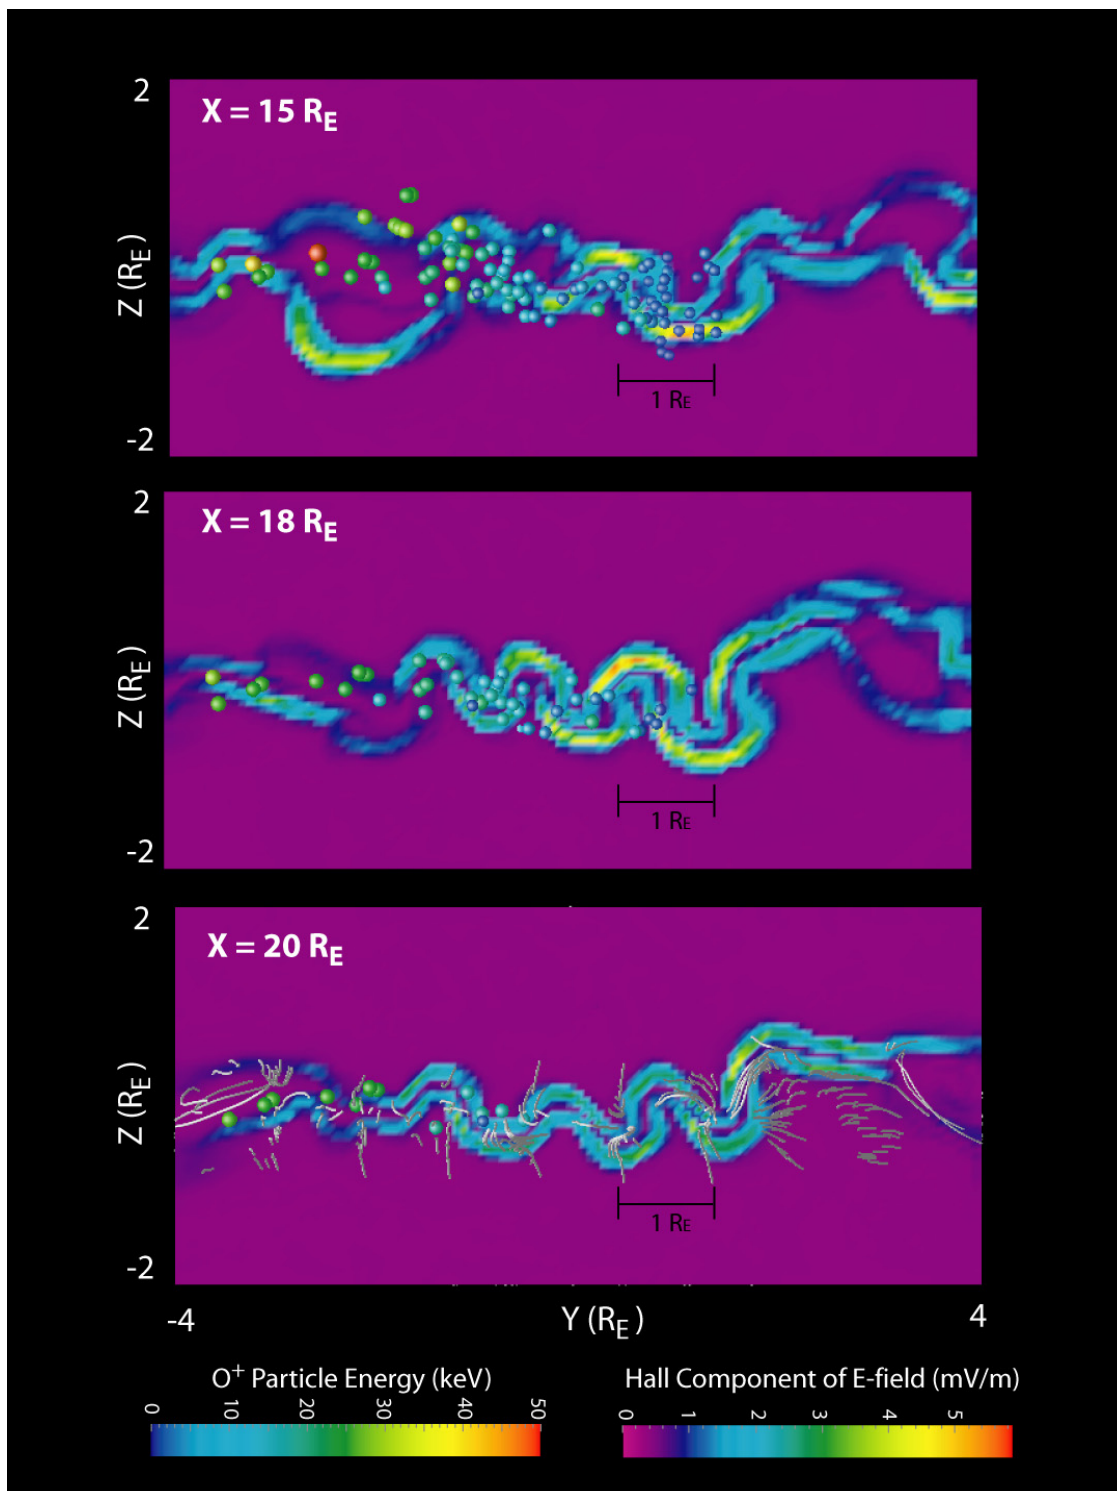 2
X = 15 RE
Z (RE)
1 RE
-2
2
X = 18 RE
Z (RE)
1 RE
-2
2
X = 20 RE
Z (RE)
1 RE
-2
-4 Y (RE) 4
O+ Particle Energy (keV)
0 10 20 30 40 50
Hall Component of E-field (mV/m)
0 1 2 3 4 5